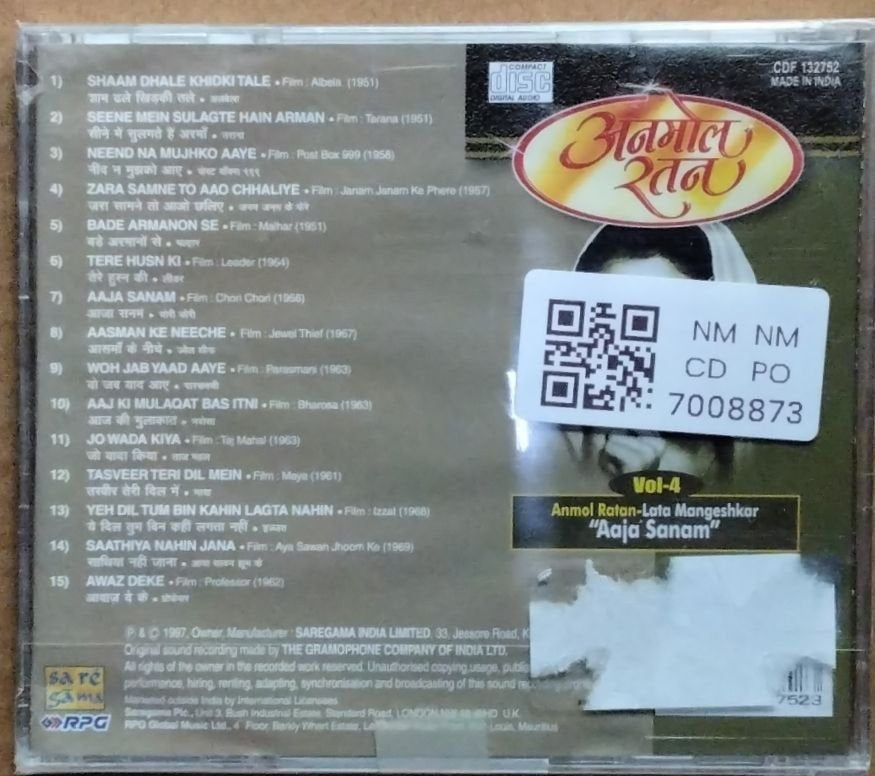 1) SHAAM DHALE KHIDKI TALE • Film : Albela (1951)
शाम ढले खिड़की तले • अलबेला
2) SEENE MEIN SULAGTE HAIN ARMAN • Film : Tarana (1951)
सीने में सुलगते हैं अरमाँ • तराना
3) NEEND NA MUJHKO AAYE • Film : Post Box 999 (1958)
नींद न मुझको आए • पोस्ट बॉक्स ९९९
4) ZARA SAMNE TO AAO CHHALIYE • Film : Janam Janam Ke Phere (1957)
जरा सामने तो आओ छलिए • जनम जनम के फेरे
5) BADE ARMANON SE • Film : Malhar (1951)
बड़े अरमानों से • मल्हार
6) TERE HUSN KI • Film : Leader (1964)
तेरे हुस्न की • लीडर
7) AAJA SANAM • Film : Chori Chori (1956)
आजा सनम • चोरी चोरी
8) AASMAN KE NEECHE • Film : Jewel Thief (1967)
आसमाँ के नीचे • ज्वेल थीफ
9) WOH JAB YAAD AAYE • Film : Parasmani (1963)
वो जब याद आए • पारसमणी
10) AAJ KI MULAQAT BAS ITNI • Film : Bharosa (1963)
आज की मुलाकात • भरोसा
11) JO WADA KIYA • Film : Taj Mahal (1963)
जो वादा किया • ताज महल
12) TASVEER TERI DIL MEIN • Film : Maya (1961)
तस्वीर तेरी दिल में • माया
13) YEH DIL TUM BIN KAHIN LAGTA NAHIN • Film : Izzat (1968)
ये दिल तुम बिन कहीं लगता नहीं • इज्जत
14) SAATHIYA NAHIN JANA • Film : Aya Sawan Jhoom Ke (1969)
साथिया नहीं जाना • आया सावन झूम के
15) AWAZ DEKE • Film : Professor (1962)
आवाज़ दे के • प्रोफेसर
COMPACT
disc
DIGITAL AUDIO
CDF 132752
MADE IN INDIA
अनमोल
रतन
NM NM
CD PO
7008873
Vol-4
Anmol Ratan-Lata Mangeshkar
"Aaja Sanam"
7523
℗ & © 1997, Owner, Manufacturer : SAREGAMA INDIA LIMITED, 33, Jessore Road, K
Original sound recording made by THE GRAMOPHONE COMPANY OF INDIA LTD.
All rights of the owner in the recorded work reserved. Unauthorised copying, usage, public
performance, hiring, renting, adapting, synchronisation and broadcasting of this sound recording
Marketed outside India by International Licensees
Saregama Plc., Unit 3, Bush Industrial Estate, Standard Road, LONDON U.K.
RPG Global Music Ltd., 4 Floor, Barkly Wharf Estate, Louis, Mauritius
sa re
ga ma
RPG